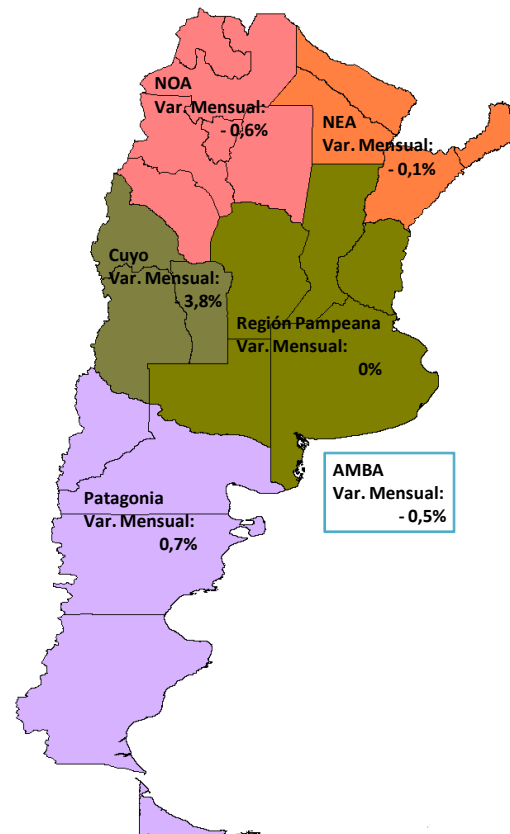 NOA
Var. Mensual:
- 0,6%
NEA
Var. Mensual:
- 0,1%
Cuyo
Var. Mensual:
3,8%
Región Pampeana
Var. Mensual:
0%
AMBA
Var. Mensual:
- 0,5%
Patagonia
Var. Mensual:
0,7%